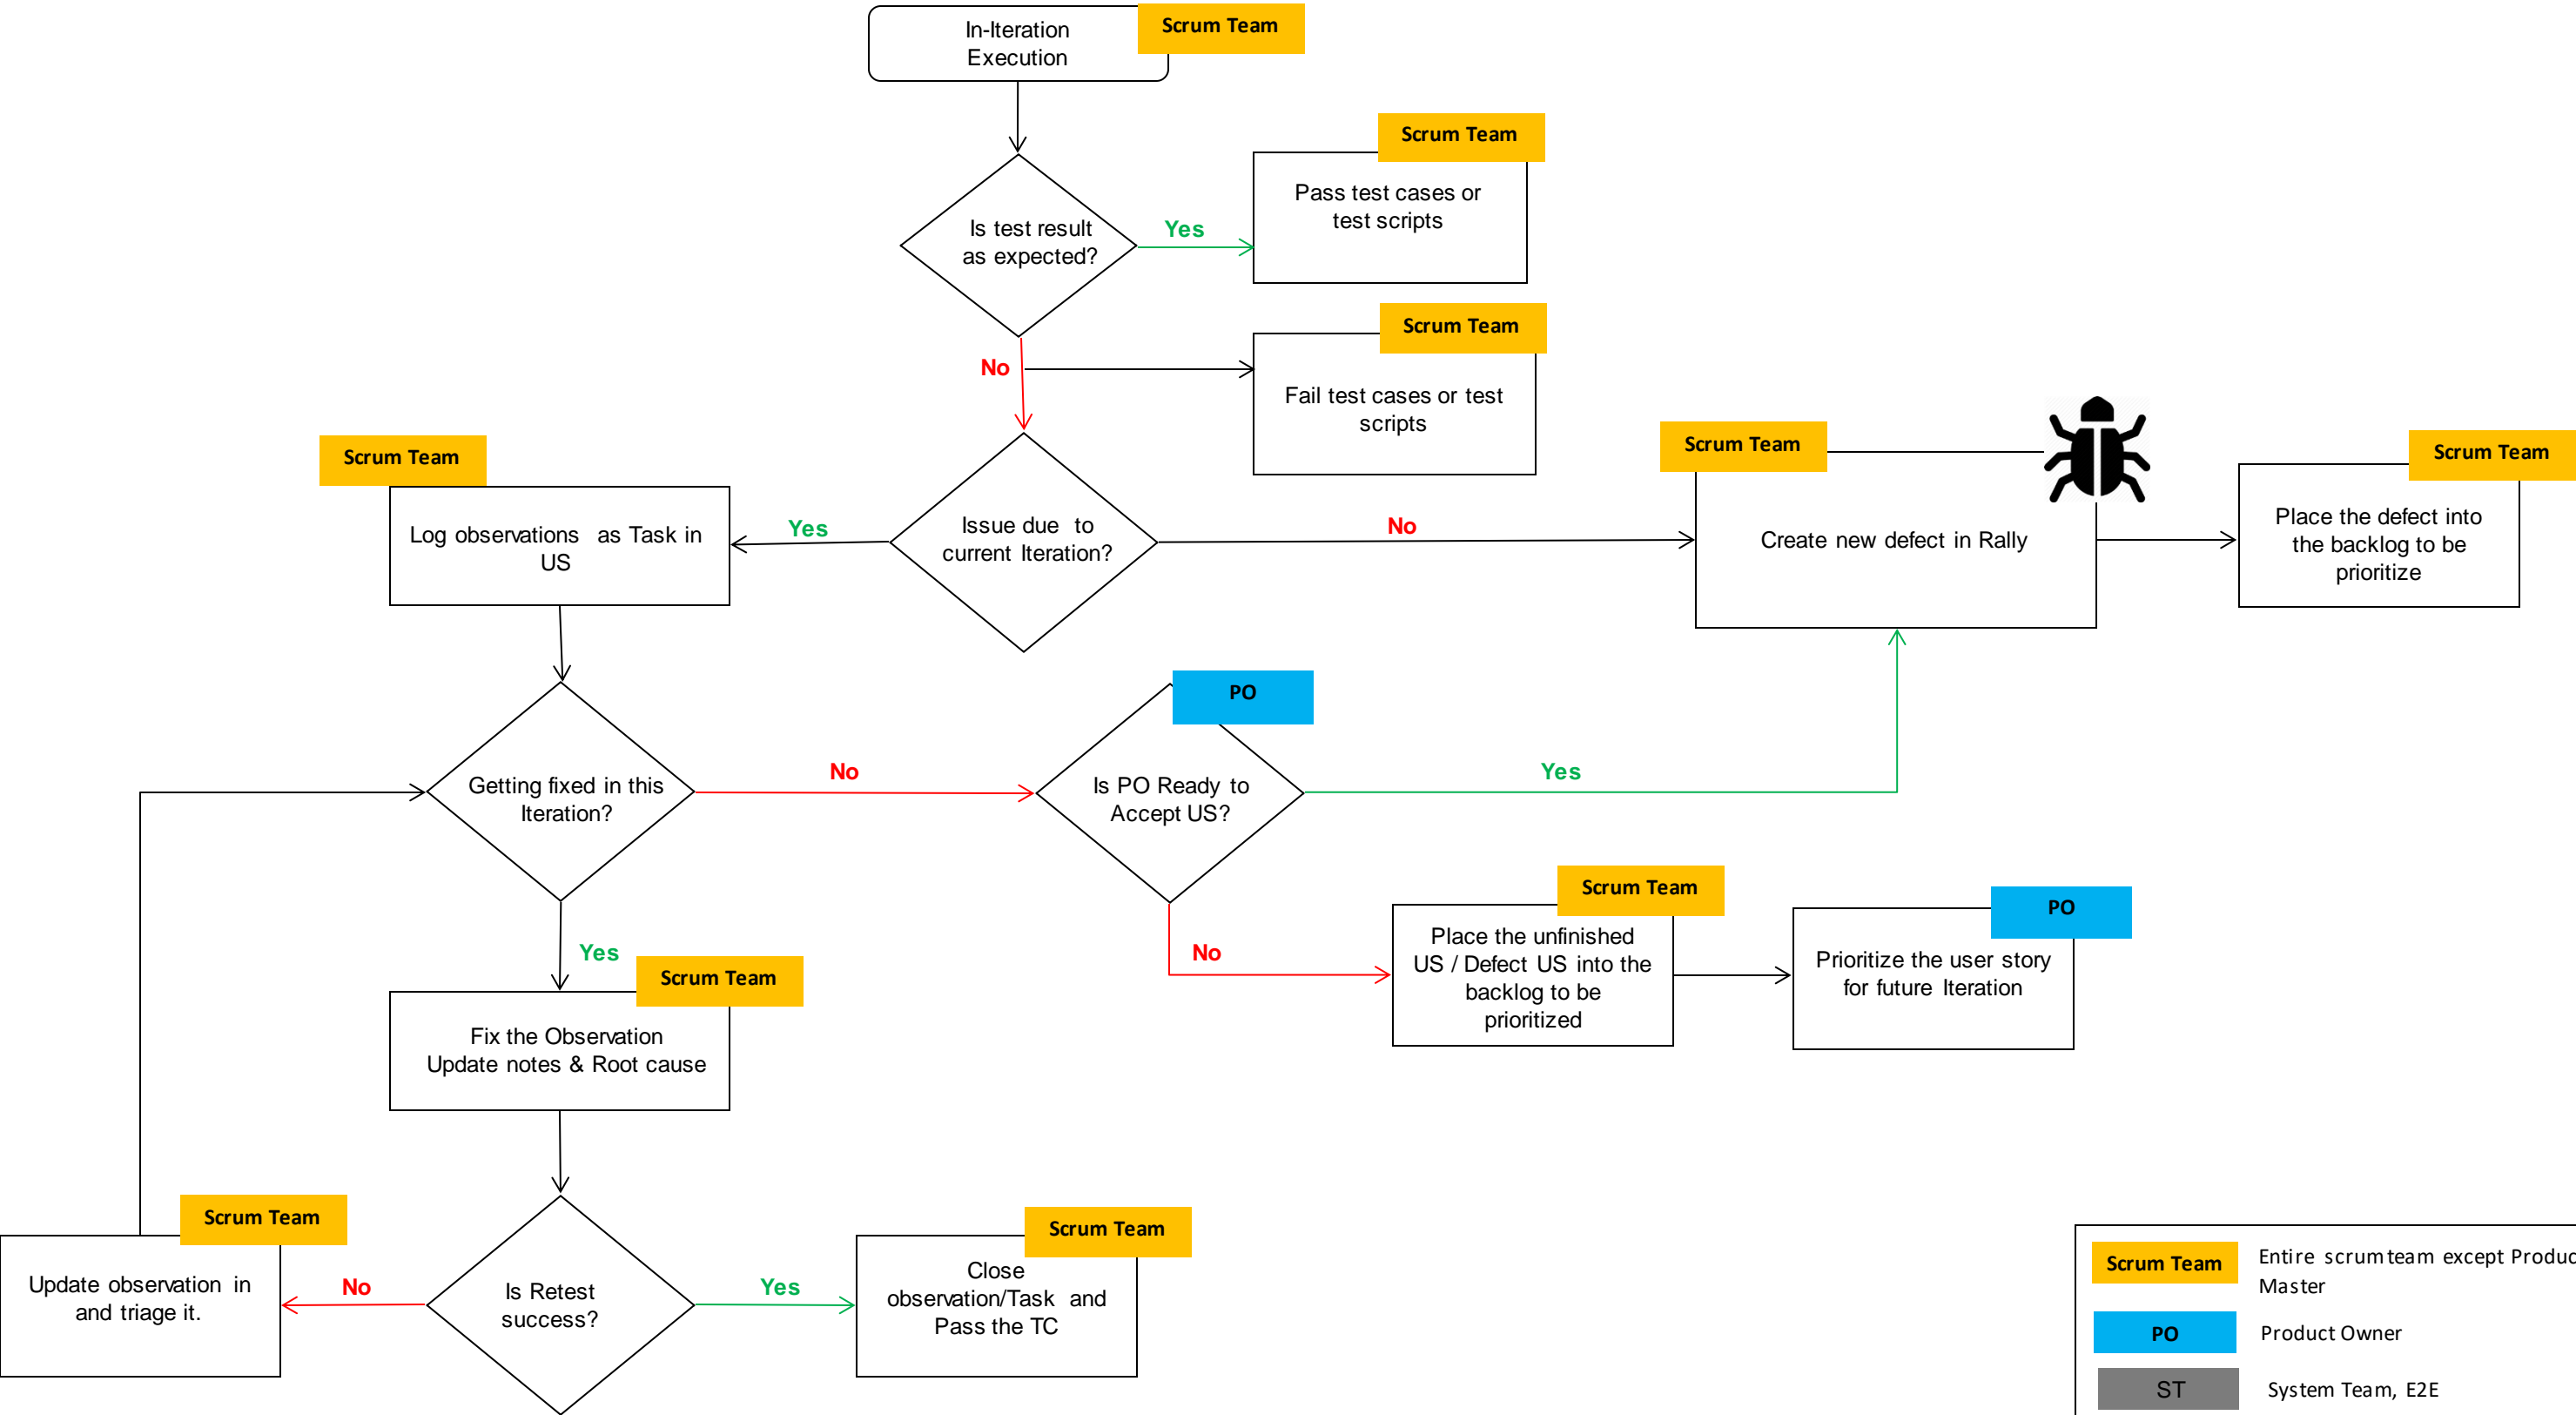 In-Iteration
Execution
Scrum Team
Scrum Team
Pass test cases or
test scripts
Is test result
as expected?
Yes
Scrum Team
Fail test cases or test
scripts
No
Scrum Team
Log observations as Task in
US
Yes
Issue due to
current Iteration?
No
Scrum Team
Create new defect in Rally
Scrum Team
Place the defect into
the backlog to be
prioritize
PO
Getting fixed in this
Iteration?
No
Is PO Ready to
Accept US?
Yes
Scrum Team
Place the unfinished
US / Defect US into the
backlog to be
prioritized
No
PO
Prioritize the user story
for future Iteration
Yes
Scrum Team
Fix the Observation
Update notes & Root cause
Scrum Team
Update observation in
and triage it.
No
Is Retest
success?
Yes
Scrum Team
Close
observation/Task and
Pass the TC
Scrum Team
Entire scrumteam except Produc
Master
PO
Product Owner
ST
System Team, E2E